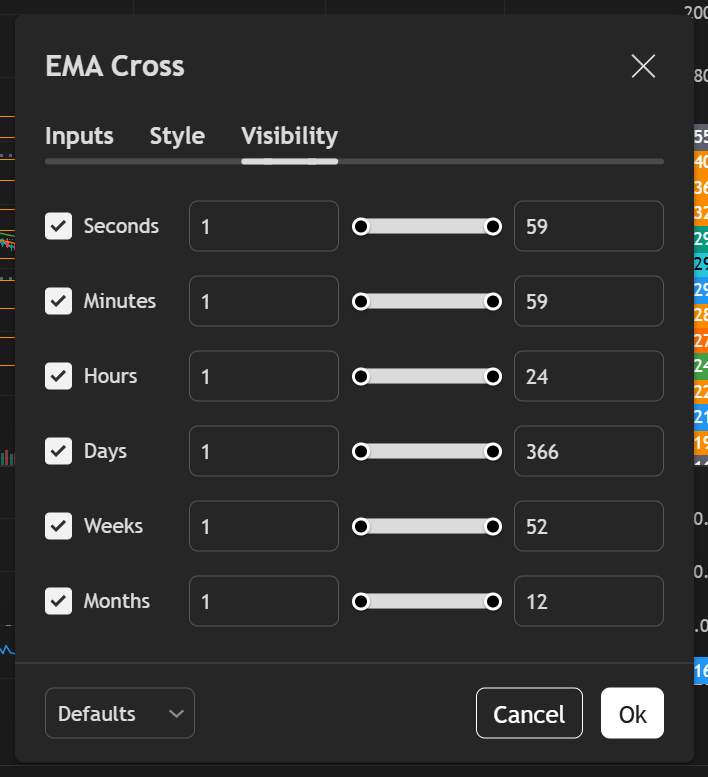 EMA Cross
Inputs Style Visibility
Seconds 1 59
Minutes 1 59
Hours 1 24
Days 1 366
Weeks 1 52
Months 1 12
Defaults Cancel Ok